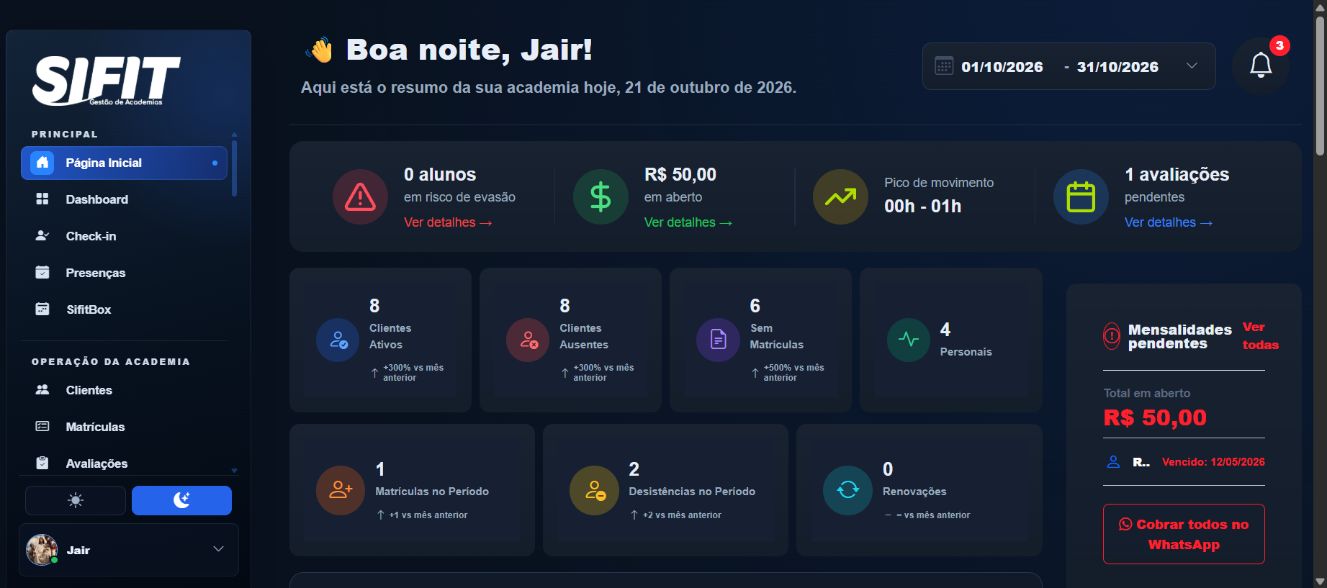 SIFIT
Gestão de Academias
PRINCIPAL
Página Inicial
Dashboard
Check-in
Presenças
SifitBox
OPERAÇÃO DA ACADEMIA
Clientes
Matrículas
Avaliações
Jair
👋 Boa noite, Jair!
Aqui está o resumo da sua academia hoje, 21 de outubro de 2026.
01/10/2026 - 31/10/2026
3
0 alunos
em risco de evasão
Ver detalhes →
R$ 50,00
em aberto
Ver detalhes →
Pico de movimento
00h - 01h
1 avaliações
pendentes
Ver detalhes →
8
Clientes
Ativos
↑ +300% vs mês
anterior
8
Clientes
Ausentes
↑ +300% vs mês
anterior
6
Sem
Matrículas
↑ +500% vs mês
anterior
4
Personais
1
Matrículas no Período
↑ +1 vs mês anterior
2
Desistências no Período
↑ +2 vs mês anterior
0
Renovações
– – vs mês anterior
Mensalidades
pendentes
Ver
todas
Total em aberto
R$ 50,00
R.. Vencido: 12/05/2026
Cobrar todos no
WhatsApp